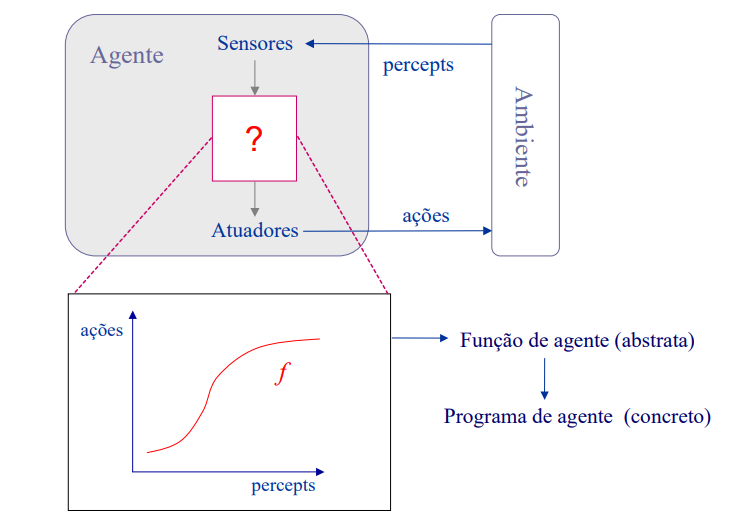 Agente
Sensores
percepts
?
Ambiente
Atuadores
ações
ações
f
percepts
Função de agente (abstrata)
Programa de agente (concreto)